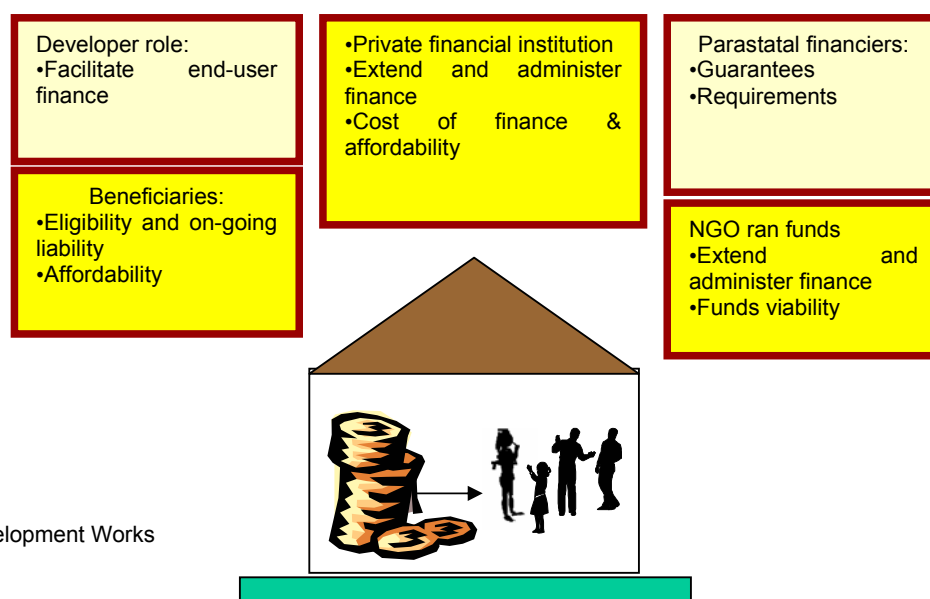 Developer role:
•Facilitate end-user
finance
Beneficiaries:
•Eligibility and on-going
liability
•Affordability
•Private financial institution
•Extend and administer
finance
•Cost of finance &
affordability
Parastatal financiers:
•Guarantees
•Requirements
NGO ran funds
•Extend and
administer finance
•Funds viability
elopment Works